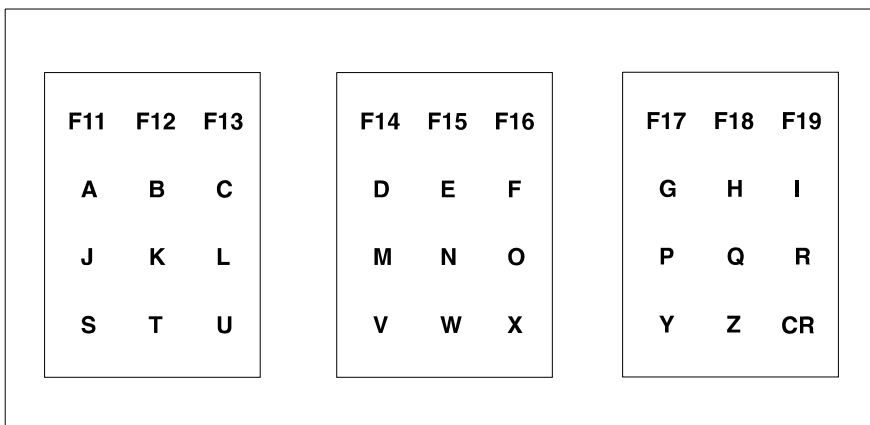 F11 F12 F13
A B C
J K L
S T U
F14 F15 F16
D E F
M N O
V W X
F17 F18 F19
G H I
P Q R
Y Z CR